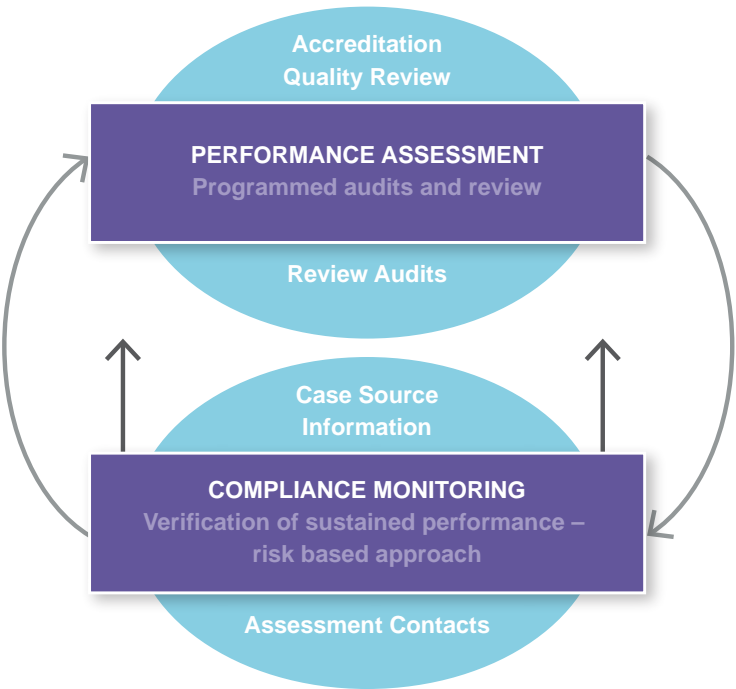 Accreditation
Quality Review
PERFORMANCE ASSESSMENT
Programmed audits and review
Review Audits
Case Source
Information
COMPLIANCE MONITORING
Verification of sustained performance –
risk based approach
Assessment Contacts